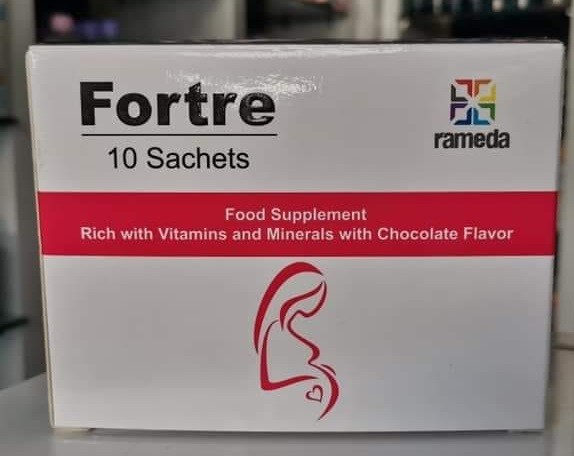 Fortre
10 Sachets
rameda
Food Supplement
Rich with Vitamins and Minerals with Chocolate Flavor